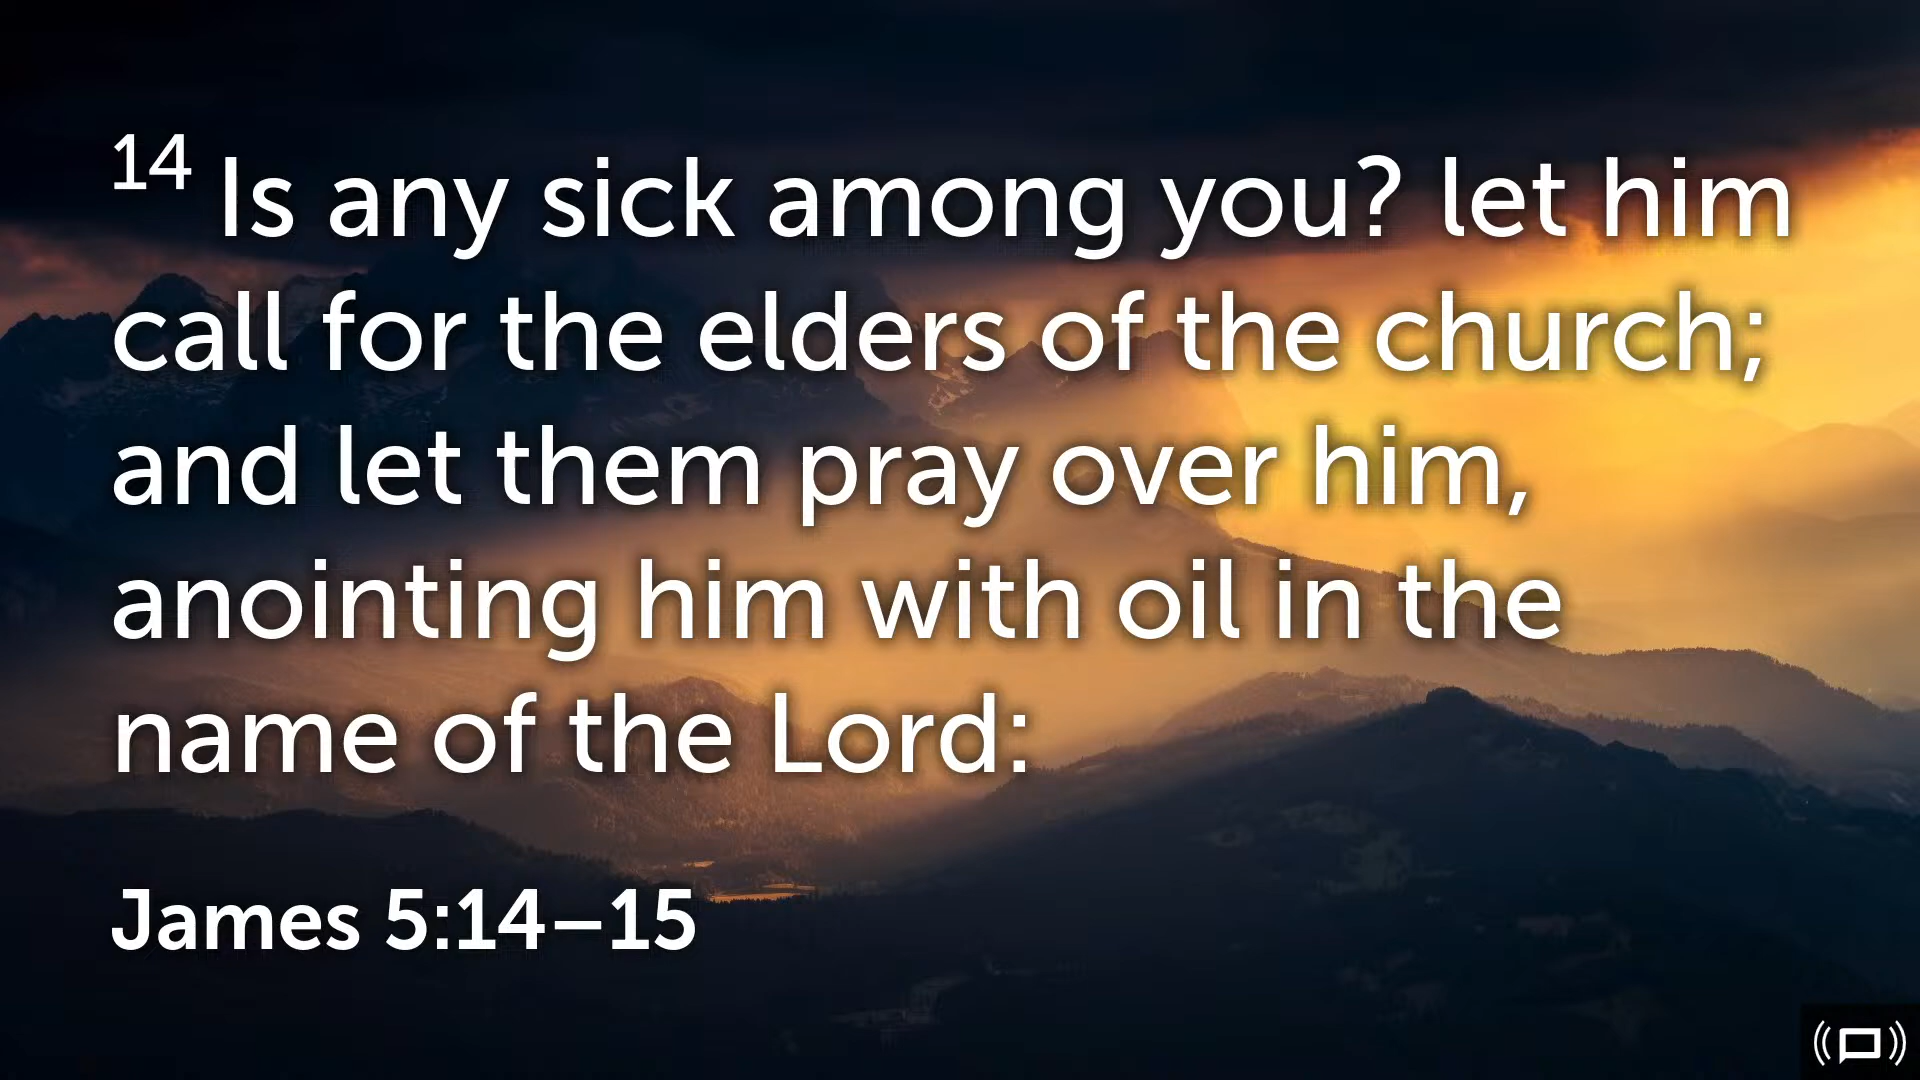 14 Is any sick among you? let him
call for the elders of the church;
and let them pray over him,
anointing him with oil in the
name of the Lord:
James 5:14–15